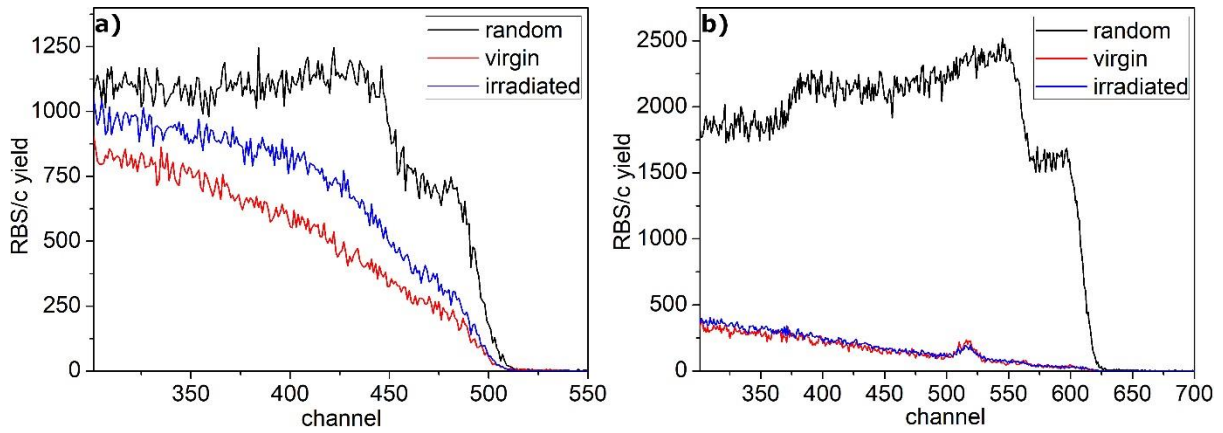 a)
random
virgin
irradiated
1250
1000
750
500
250
0
RBS/c yield
350 400 450 500 550
channel
b)
random
virgin
irradiated
2500
2000
1500
1000
500
0
RBS/c yield
350 400 450 500 550 600 650 700
channel